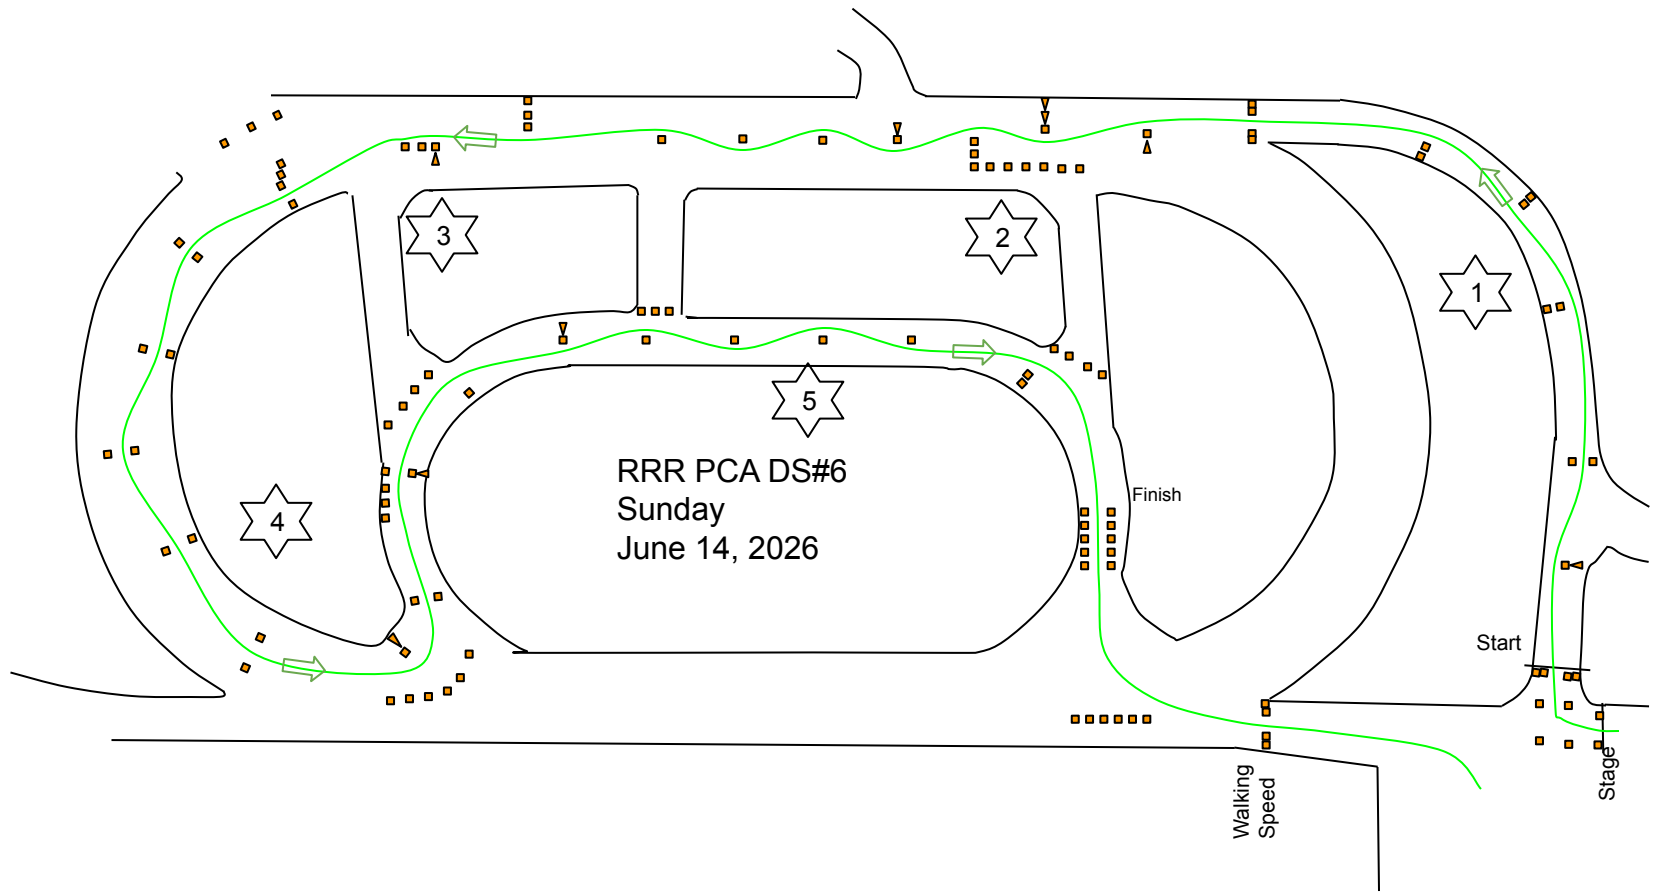 3
2
1
5
RRR PCA DS#6
Sunday
June 14, 2026
Finish
4
Start
Stage
Walking
Speed